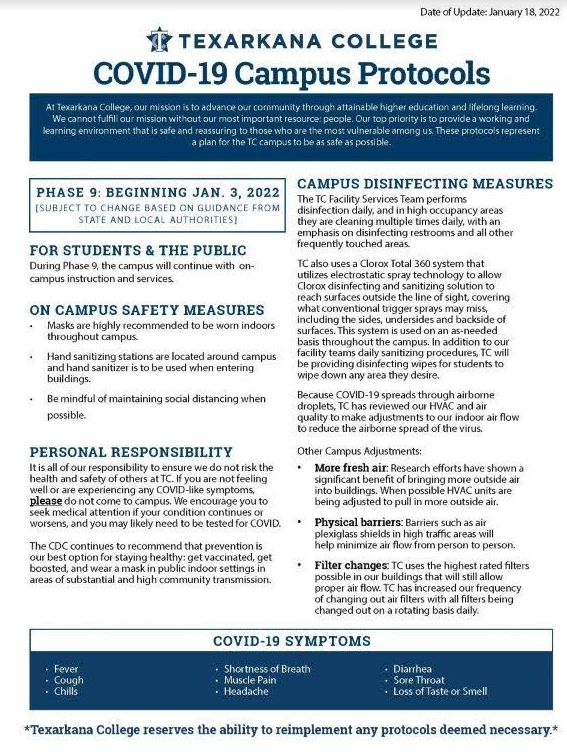 Date of Update: January 18, 2022
TEXARKANA COLLEGE
COVID-19 Campus Protocols
At Texarkana College, our mission is to advance our community through attainable higher education and lifelong learning.
We cannot fulfill our mission without our most important resource: people. Our top priority is to provide a working and
learning environment that is safe and reassuring to those who are the most vulnerable among us. These protocols represent
a plan for the TC campus to be as safe as possible.
PHASE 9: BEGINNING JAN. 3, 2022
[SUBJECT TO CHANGE BASED ON GUIDANCE FROM
STATE AND LOCAL AUTHORITIES]
FOR STUDENTS & THE PUBLIC
During Phase 9, the campus will continue with on-
campus instruction and services.
ON CAMPUS SAFETY MEASURES
• Masks are highly recommended to be worn indoors
throughout campus.
• Hand sanitizing stations are located around campus
and hand sanitizer is to be used when entering
buildings.
• Be mindful of maintaining social distancing when
possible.
PERSONAL RESPONSIBILITY
It is all of our responsibility to ensure we do not risk the
health and safety of others at TC. If you are not feeling
well or are experiencing any COVID-like symptoms,
please do not come to campus. We encourage you to
seek medical attention if your condition continues or
worsens, and you may likely need to be tested for COVID.
The CDC continues to recommend that prevention is
our best option for staying healthy: get vaccinated, get
boosted, and wear a mask in public indoor settings in
areas of substantial and high community transmission.
CAMPUS DISINFECTING MEASURES
The TC Facility Services Team performs
disinfection daily, and in high occupancy areas
they are cleaning multiple times daily, with an
emphasis on disinfecting restrooms and all other
frequently touched areas.
TC also uses a Clorox Total 360 system that
utilizes electrostatic spray technology to allow
Clorox disinfecting and sanitizing solution to
reach surfaces outside the line of sight, covering
what conventional trigger sprays may miss,
including the sides, undersides and backside of
surfaces. This system is used on an as-needed
basis throughout the campus. In addition to our
facility teams daily sanitizing procedures, TC will
be providing disinfecting wipes for students to
wipe down any area they desire.
Because COVID-19 spreads through airborne
droplets, TC has reviewed our HVAC and air
quality to make adjustments to our indoor air flow
to reduce the airborne spread of the virus.
Other Campus Adjustments:
• More fresh air: Research efforts have shown a
significant benefit of bringing more outside air
into buildings. When possible HVAC units are
being adjusted to pull in more outside air.
• Physical barriers: Barriers such as air
plexiglass shields in high traffic areas will
help minimize air flow from person to person.
• Filter changes: TC uses the highest rated filters
possible in our buildings that will still allow
proper air flow. TC has increased our frequency
of changing out air filters with all filters being
changed out on a rotating basis daily.
COVID-19 SYMPTOMS
• Fever
• Cough
• Chills
• Shortness of Breath
• Muscle Pain
• Headache
• Diarrhea
• Sore Throat
• Loss of Taste or Smell
*Texarkana College reserves the ability to reimplement any protocols deemed necessary.*